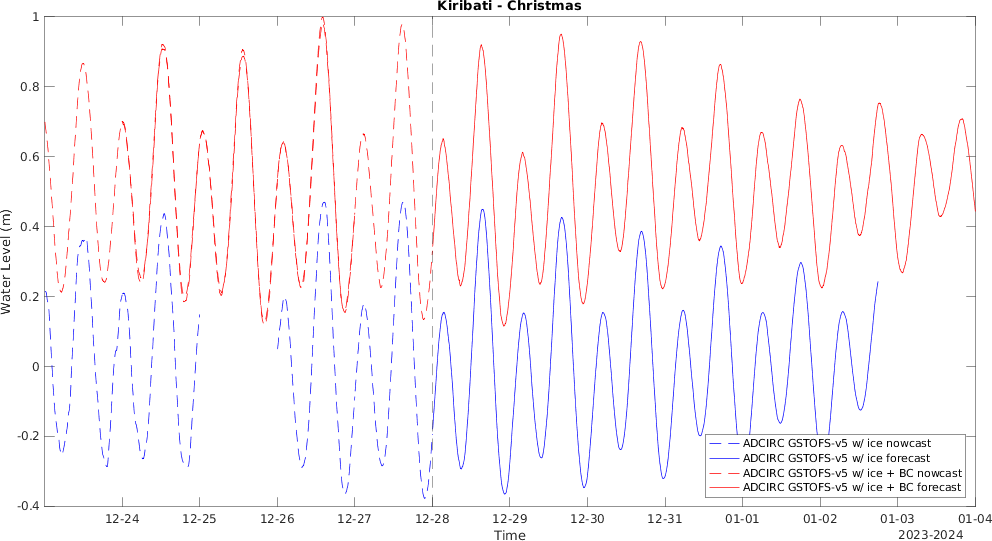 Kiribati - Christmas
1
0.8
0.6
0.4
0.2
0
-0.2
-0.4
Water Level (m)
ADCIRC GSTOFS-v5 w/ ice nowcast
ADCIRC GSTOFS-v5 w/ ice forecast
ADCIRC GSTOFS-v5 w/ ice + BC nowcast
ADCIRC GSTOFS-v5 w/ ice + BC forecast
12-24 12-25 12-26 12-27 12-28 12-29 12-30 12-31 01-01 01-02 01-03 01-04
Time
2023-2024